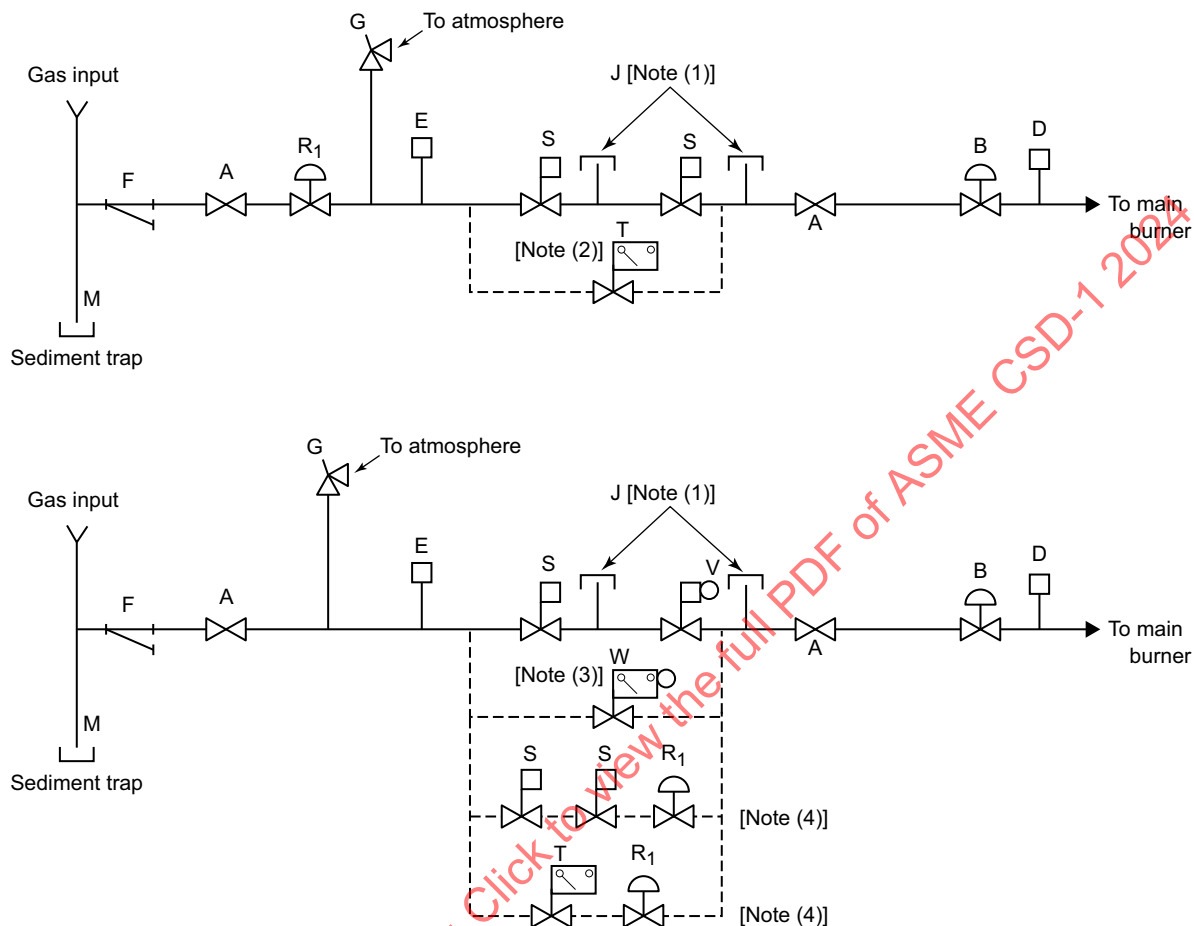 G
To atmosphere
Gas input
J [Note (1)]
F
A
R1
E
S
S
B
D
To main
burner
A
[Note (2)]
T
M
Sediment trap
G
To atmosphere
Gas input
J [Note (1)]
F
A
E
S
V
B
D
To main
burner
A
[Note (3)]
W
M
Sediment trap
S
S
R1
[Note (4)]
T
R1
[Note (4)]
Click to view the full PDF of ASME CSD-1 2024